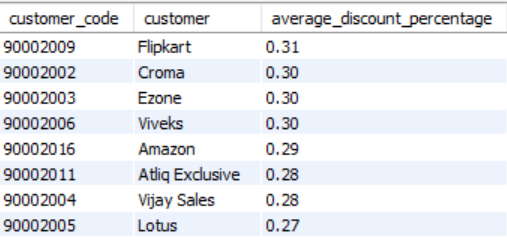 customer_code customer average_discount_percentage
90002009 Flipkart 0.31
90002002 Croma 0.30
90002003 Ezone 0.30
90002006 Viveks 0.30
90002016 Amazon 0.29
90002011 Atliq Exclusive 0.28
90002004 Vijay Sales 0.28
90002005 Lotus 0.27